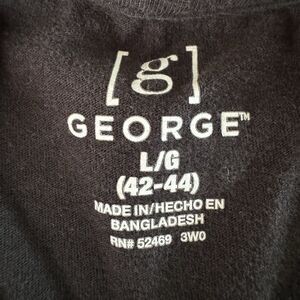 [g]
GEORGE™
L/G
(42-44)
MADE IN/HECHO EN
BANGLADESH
RN# 52469 3W0